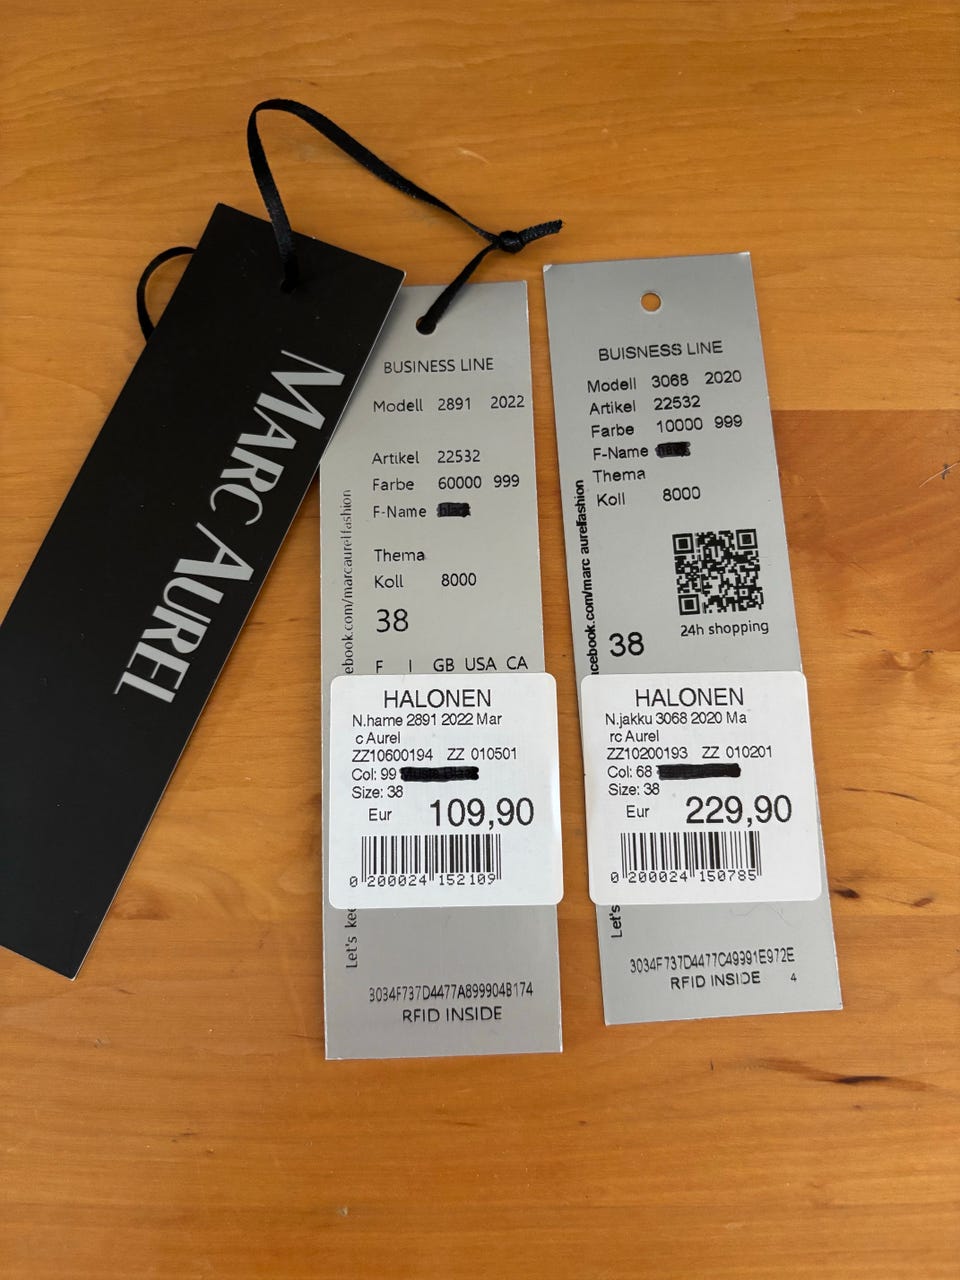 MARC AUREL
BUSINESS LINE
Modell 2891 2022
Artikel 22532
Farbe 60000 999
F-Name
Thema
Koll 8000
38
F I GB USA CA
ebook.com/marcaurelfashion
HALONEN
N.hame 2891 2022 Mar
c Aurel
ZZ10600194 ZZ 010501
Col: 99
Size: 38
Eur 109,90
0 200024 152109
Let's kee
3034F737D4477A899904B174
RFID INSIDE
BUISNESS LINE
Modell 3068 2020
Artikel 22532
Farbe 10000 999
F-Name
Thema
Koll 8000
24h shopping
38
cebook.com/marc aurelfashion
HALONEN
N.jakku 3068 2020 Ma
rc Aurel
ZZ10200193 ZZ 010201
Col: 68
Size: 38
Eur 229,90
0 200024 150785
Let's
3034F737D4477C49991E972E
RFID INSIDE 4